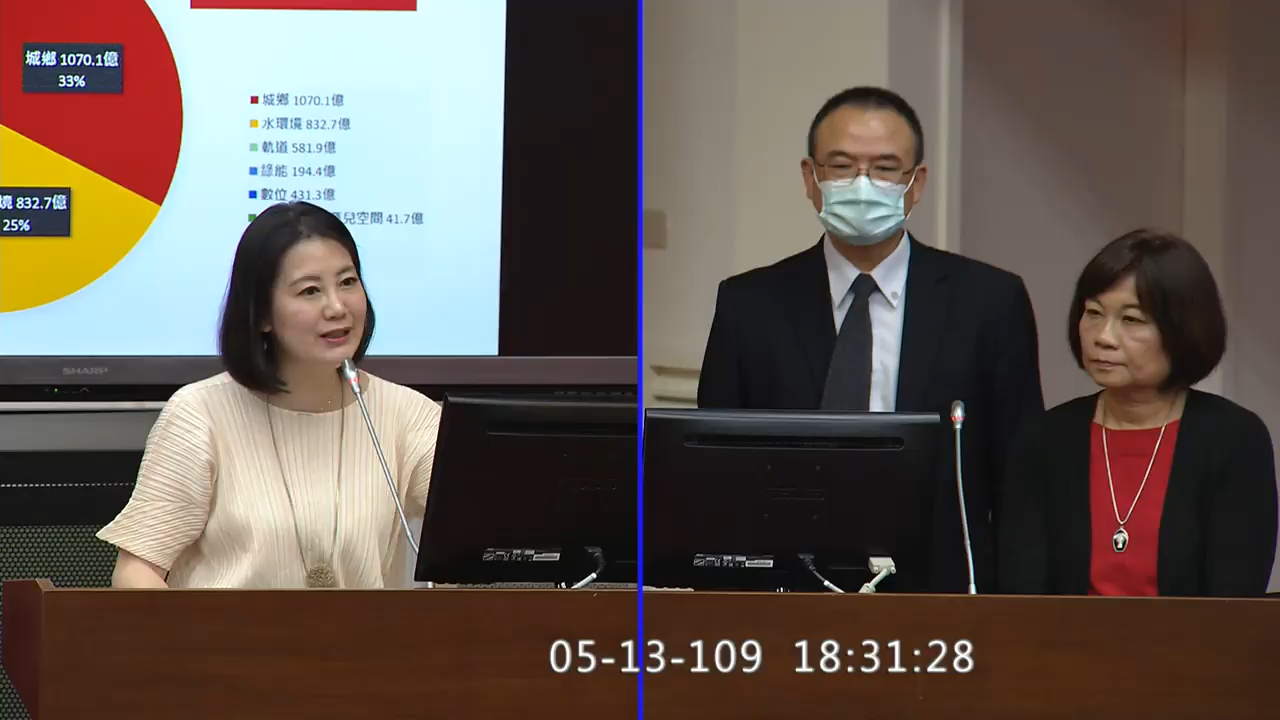 城鄉 1070.1億
33%
境 832.7億
25%
城鄉 1070.1億
水環境 832.7億
軌道 581.9億
綠能 194.4億
數位 431.3億
兒空間 41.7億
SHARP
05-13-109 18:31:28